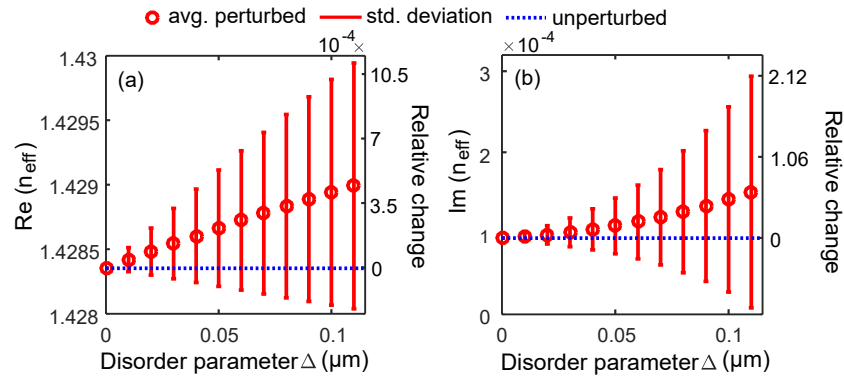 avg. perturbed std. deviation unperturbed
10⁻⁴×
(a)
1.43
1.4295
1.429
1.4285
1.428
Re (n_eff)
10.5
7
3.5
0
Relative change
0 0.05 0.1
Disorder parameter Δ (µm)
× 10⁻⁴
(b)
3
2
1
0
Im (n_eff)
2.12
1.06
0
Relative change
0 0.05 0.1
Disorder parameter Δ (µm)